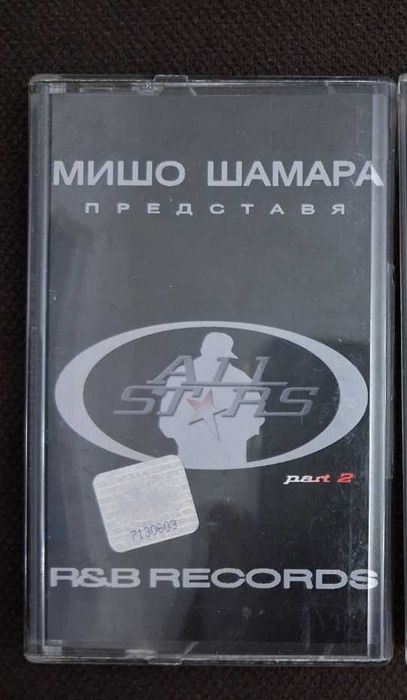 МИШО ШАМАРА
ПРЕДСТАВЯ
ALL
STARS
part 2
7130603
R&B RECORDS